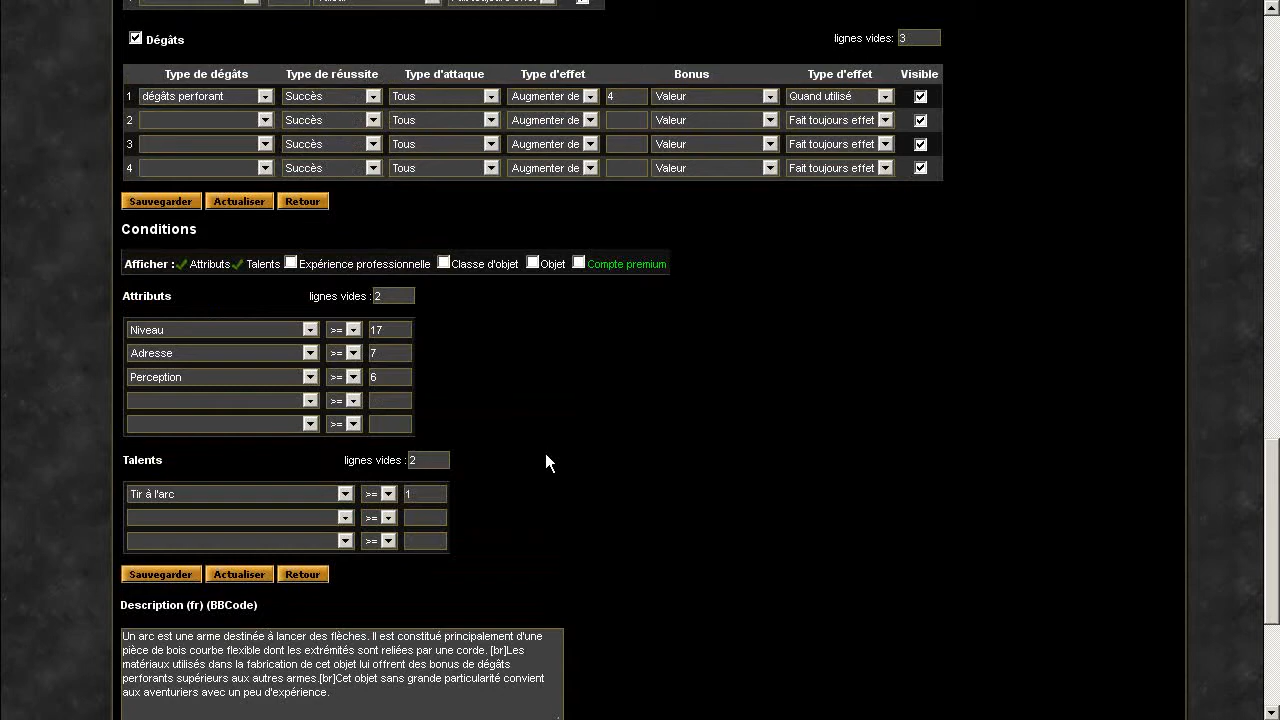 Dégâts lignes vides: 3
Type de dégâts Type de réussite Type d'attaque Type d'effet Bonus Type d'effet Visible
1 dégâts perforant Succès Tous Augmenter de 4 Valeur Quand utilisé
2 Succès Tous Augmenter de Valeur Fait toujours effet
3 Succès Tous Augmenter de Valeur Fait toujours effet
4 Succès Tous Augmenter de Valeur Fait toujours effet
Sauvegarder Actualiser Retour
Conditions
Afficher : Attributs Talents Expérience professionnelle Classe d'objet Objet Compte premium
Attributs lignes vides : 2
Niveau >= 17
Adresse >= 7
Perception >= 6
>=
>=
Talents lignes vides : 2
Tir à l'arc >= 1
>=
>=
Sauvegarder Actualiser Retour
Description (fr) (BBCode)
Un arc est une arme destinée à lancer des flèches. Il est constitué principalement d'une
pièce de bois courbe flexible dont les extrémités sont reliées par une corde. [br]Les
matériaux utilisés dans la fabrication de cet objet lui offrent des bonus de dégâts
perforants supérieurs aux autres armes.[br]Cet objet sans grande particularité convient
aux aventuriers avec un peu d'expérience.